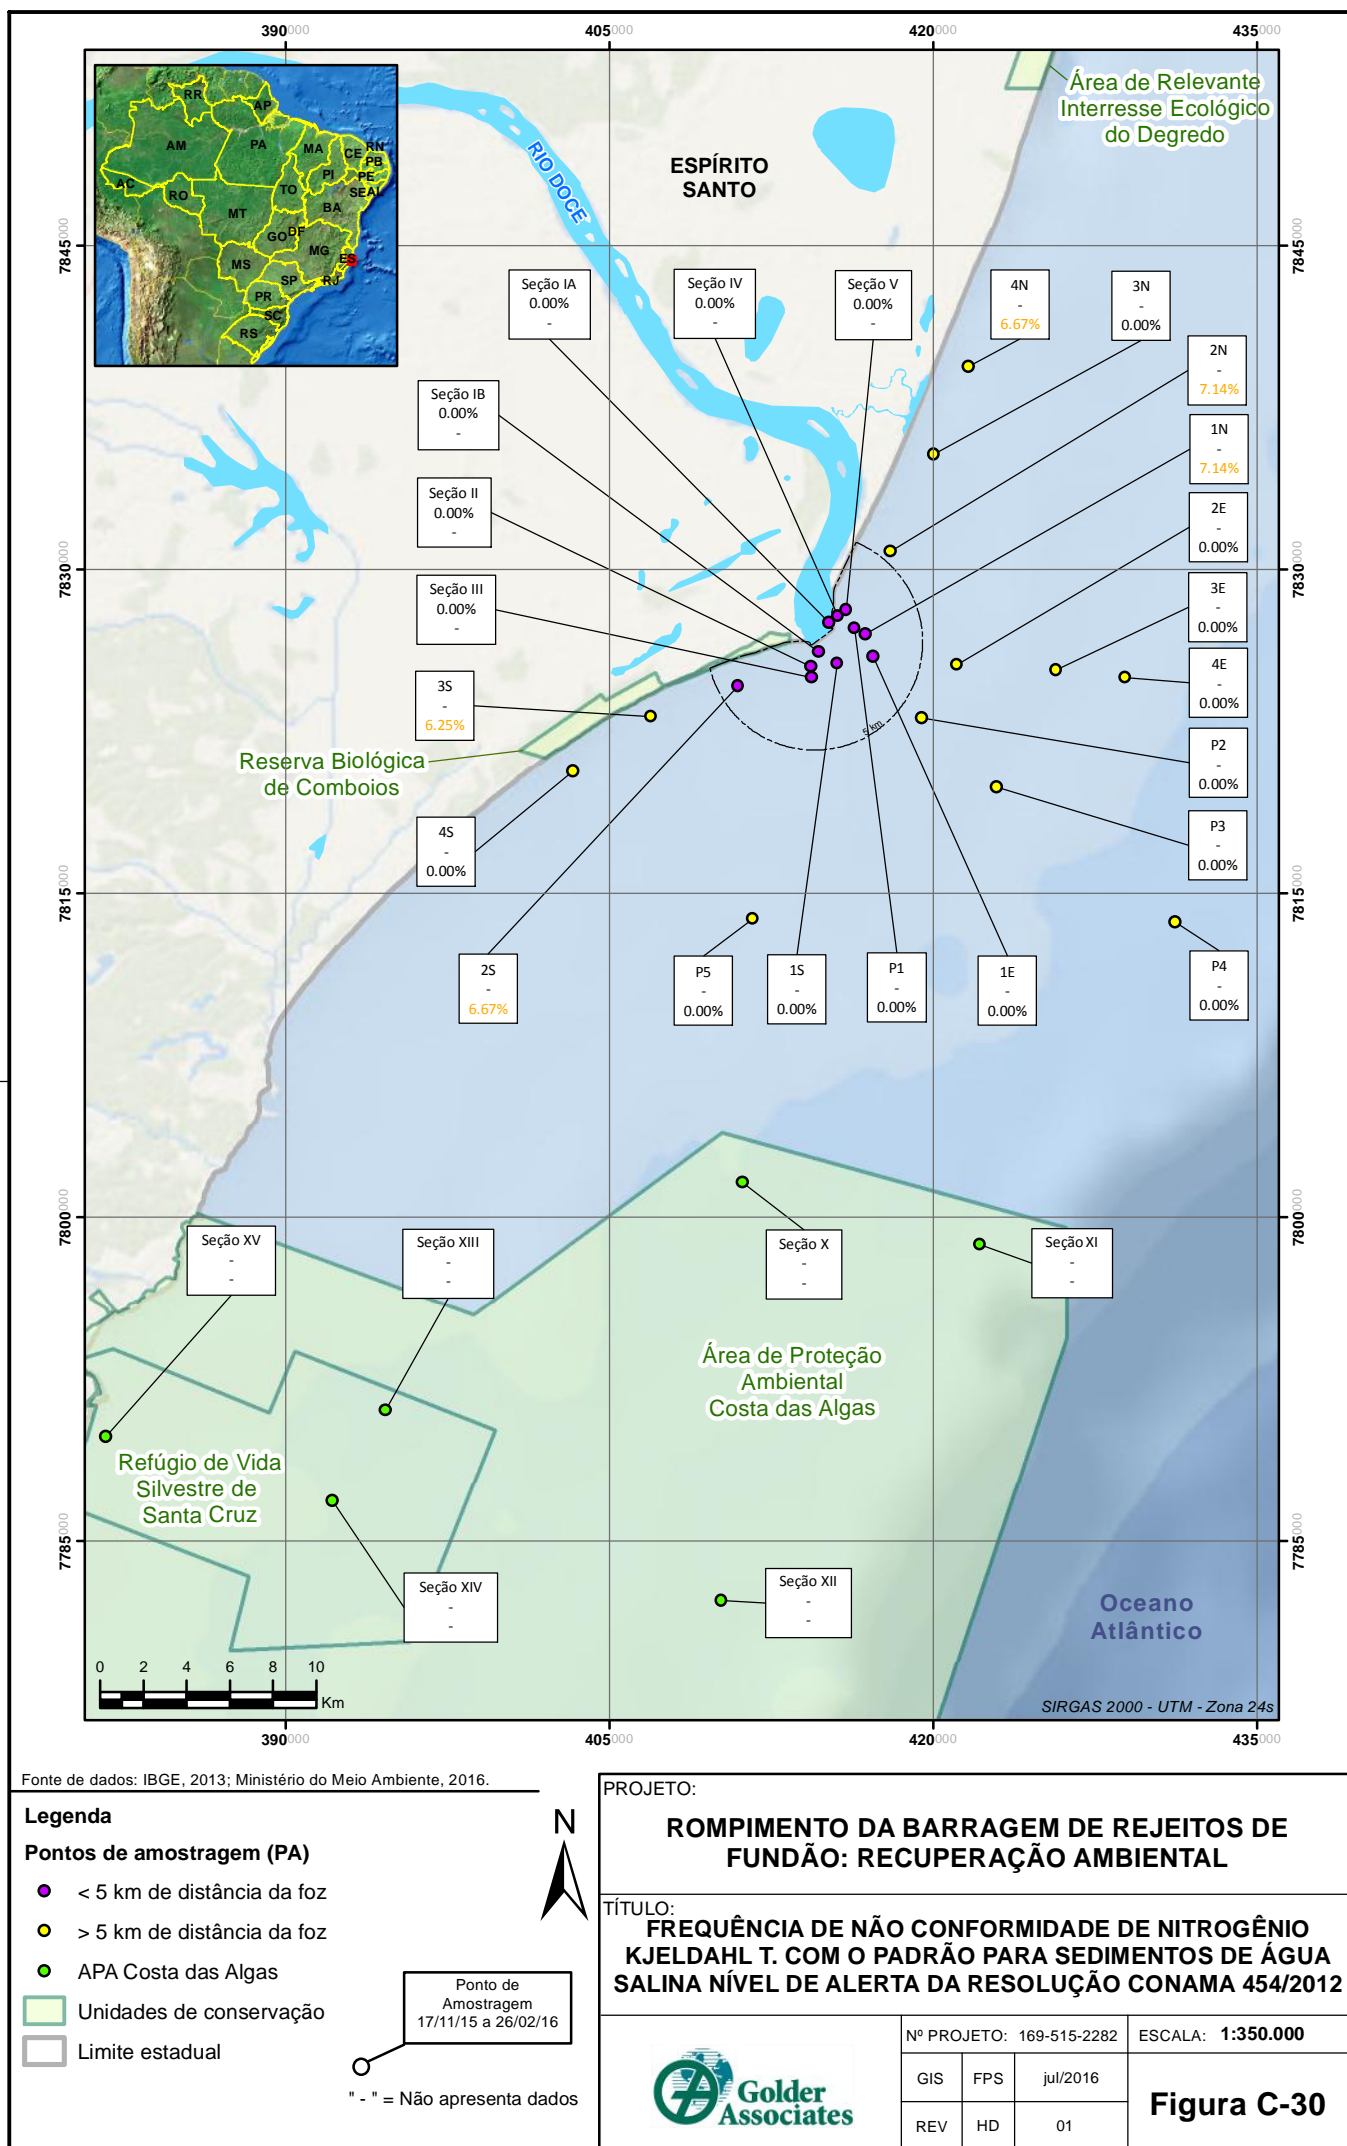 390000
405000
420000
435000
RR
AP
AM
PA
MA
CE
RN
PB
PE
PI
AC
RO
TO
SE
AL
MT
BA
GO
DF
MG
ES
MS
SP
RJ
PR
SC
RS
RIO DOCE
ESPÍRITO
SANTO
Área de Relevante
Interresse Ecológico
do Degredo
7845000
7845000
Seção IA
0.00%
-
Seção IV
0.00%
-
Seção V
0.00%
-
4N
-
6.67%
3N
-
0.00%
2N
-
7.14%
Seção IB
0.00%
-
1N
-
7.14%
Seção II
0.00%
-
2E
-
0.00%
7830000
7830000
Seção III
0.00%
-
3E
-
0.00%
4E
-
0.00%
3S
-
6.25%
5 km
Reserva Biológica
de Comboios
P2
-
0.00%
4S
-
0.00%
P3
-
0.00%
7815000
7815000
2S
-
6.67%
P5
-
0.00%
1S
-
0.00%
P1
-
0.00%
1E
-
0.00%
P4
-
0.00%
7800000
7800000
Seção XV
-
-
Seção XIII
-
-
Seção X
-
-
Seção XI
-
-
Área de Proteção
Ambiental
Costa das Algas
Refúgio de Vida
Silvestre de
Santa Cruz
7785000
7785000
Seção XIV
-
-
Seção XII
-
-
Oceano
Atlântico
0 2 4 6 8 10
Km
SIRGAS 2000 - UTM - Zona 24s
390000
405000
420000
435000
Fonte de dados: IBGE, 2013; Ministério do Meio Ambiente, 2016.
Legenda
Pontos de amostragem (PA)
< 5 km de distância da foz
> 5 km de distância da foz
APA Costa das Algas
Unidades de conservação
Limite estadual
N
Ponto de
Amostragem
17/11/15 a 26/02/16
" - " = Não apresenta dados
PROJETO:
ROMPIMENTO DA BARRAGEM DE REJEITOS DE
FUNDÃO: RECUPERAÇÃO AMBIENTAL
TÍTULO:
FREQUÊNCIA DE NÃO CONFORMIDADE DE NITROGÊNIO
KJELDAHL T. COM O PADRÃO PARA SEDIMENTOS DE ÁGUA
SALINA NÍVEL DE ALERTA DA RESOLUÇÃO CONAMA 454/2012
Golder
Associates
Nº PROJETO: 169-515-2282
ESCALA: 1:350.000
GIS FPS jul/2016
REV HD 01
Figura C-30